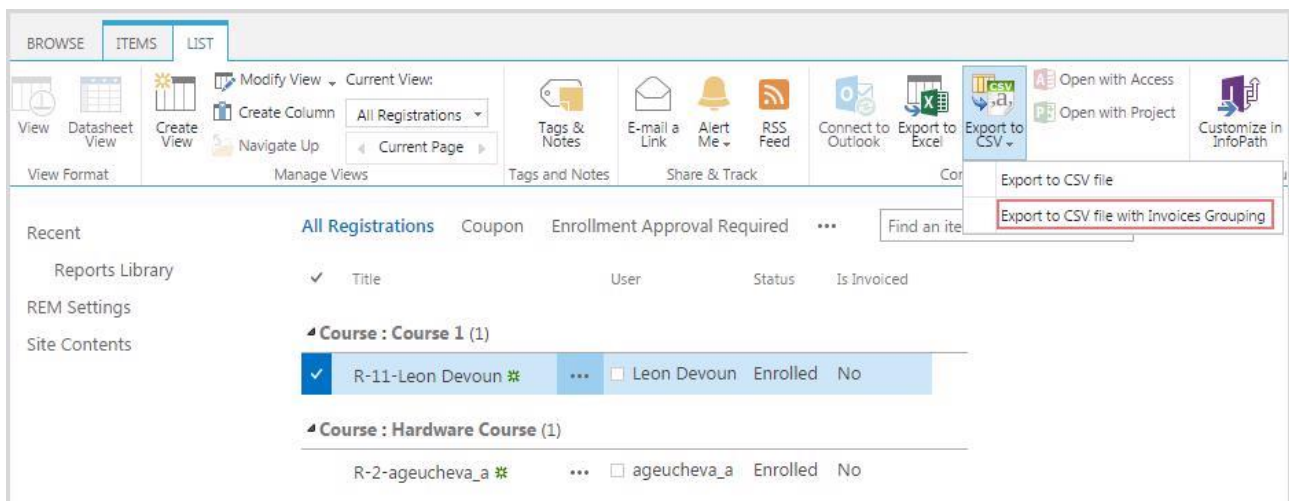 BROWSE ITEMS LIST
View
Datasheet View
Create View
Modify View
Create Column
Navigate Up
Current View:
All Registrations
Current Page
Tags & Notes
E-mail a Link
Alert Me
RSS Feed
Connect to Outlook
Export to Excel
CSV
,a,
Export to CSV
Open with Access
Open with Project
Customize in InfoPath
View Format
Manage Views
Tags and Notes
Share & Track
Export to CSV file
Export to CSV file with Invoices Grouping
Recent
Reports Library
REM Settings
Site Contents
All Registrations Coupon Enrollment Approval Required ••• Find an ite
Title User Status Is Invoiced
Course : Course 1 (1)
R-11-Leon Devoun ••• Leon Devoun Enrolled No
Course : Hardware Course (1)
R-2-ageucheva_a ••• ageucheva_a Enrolled No